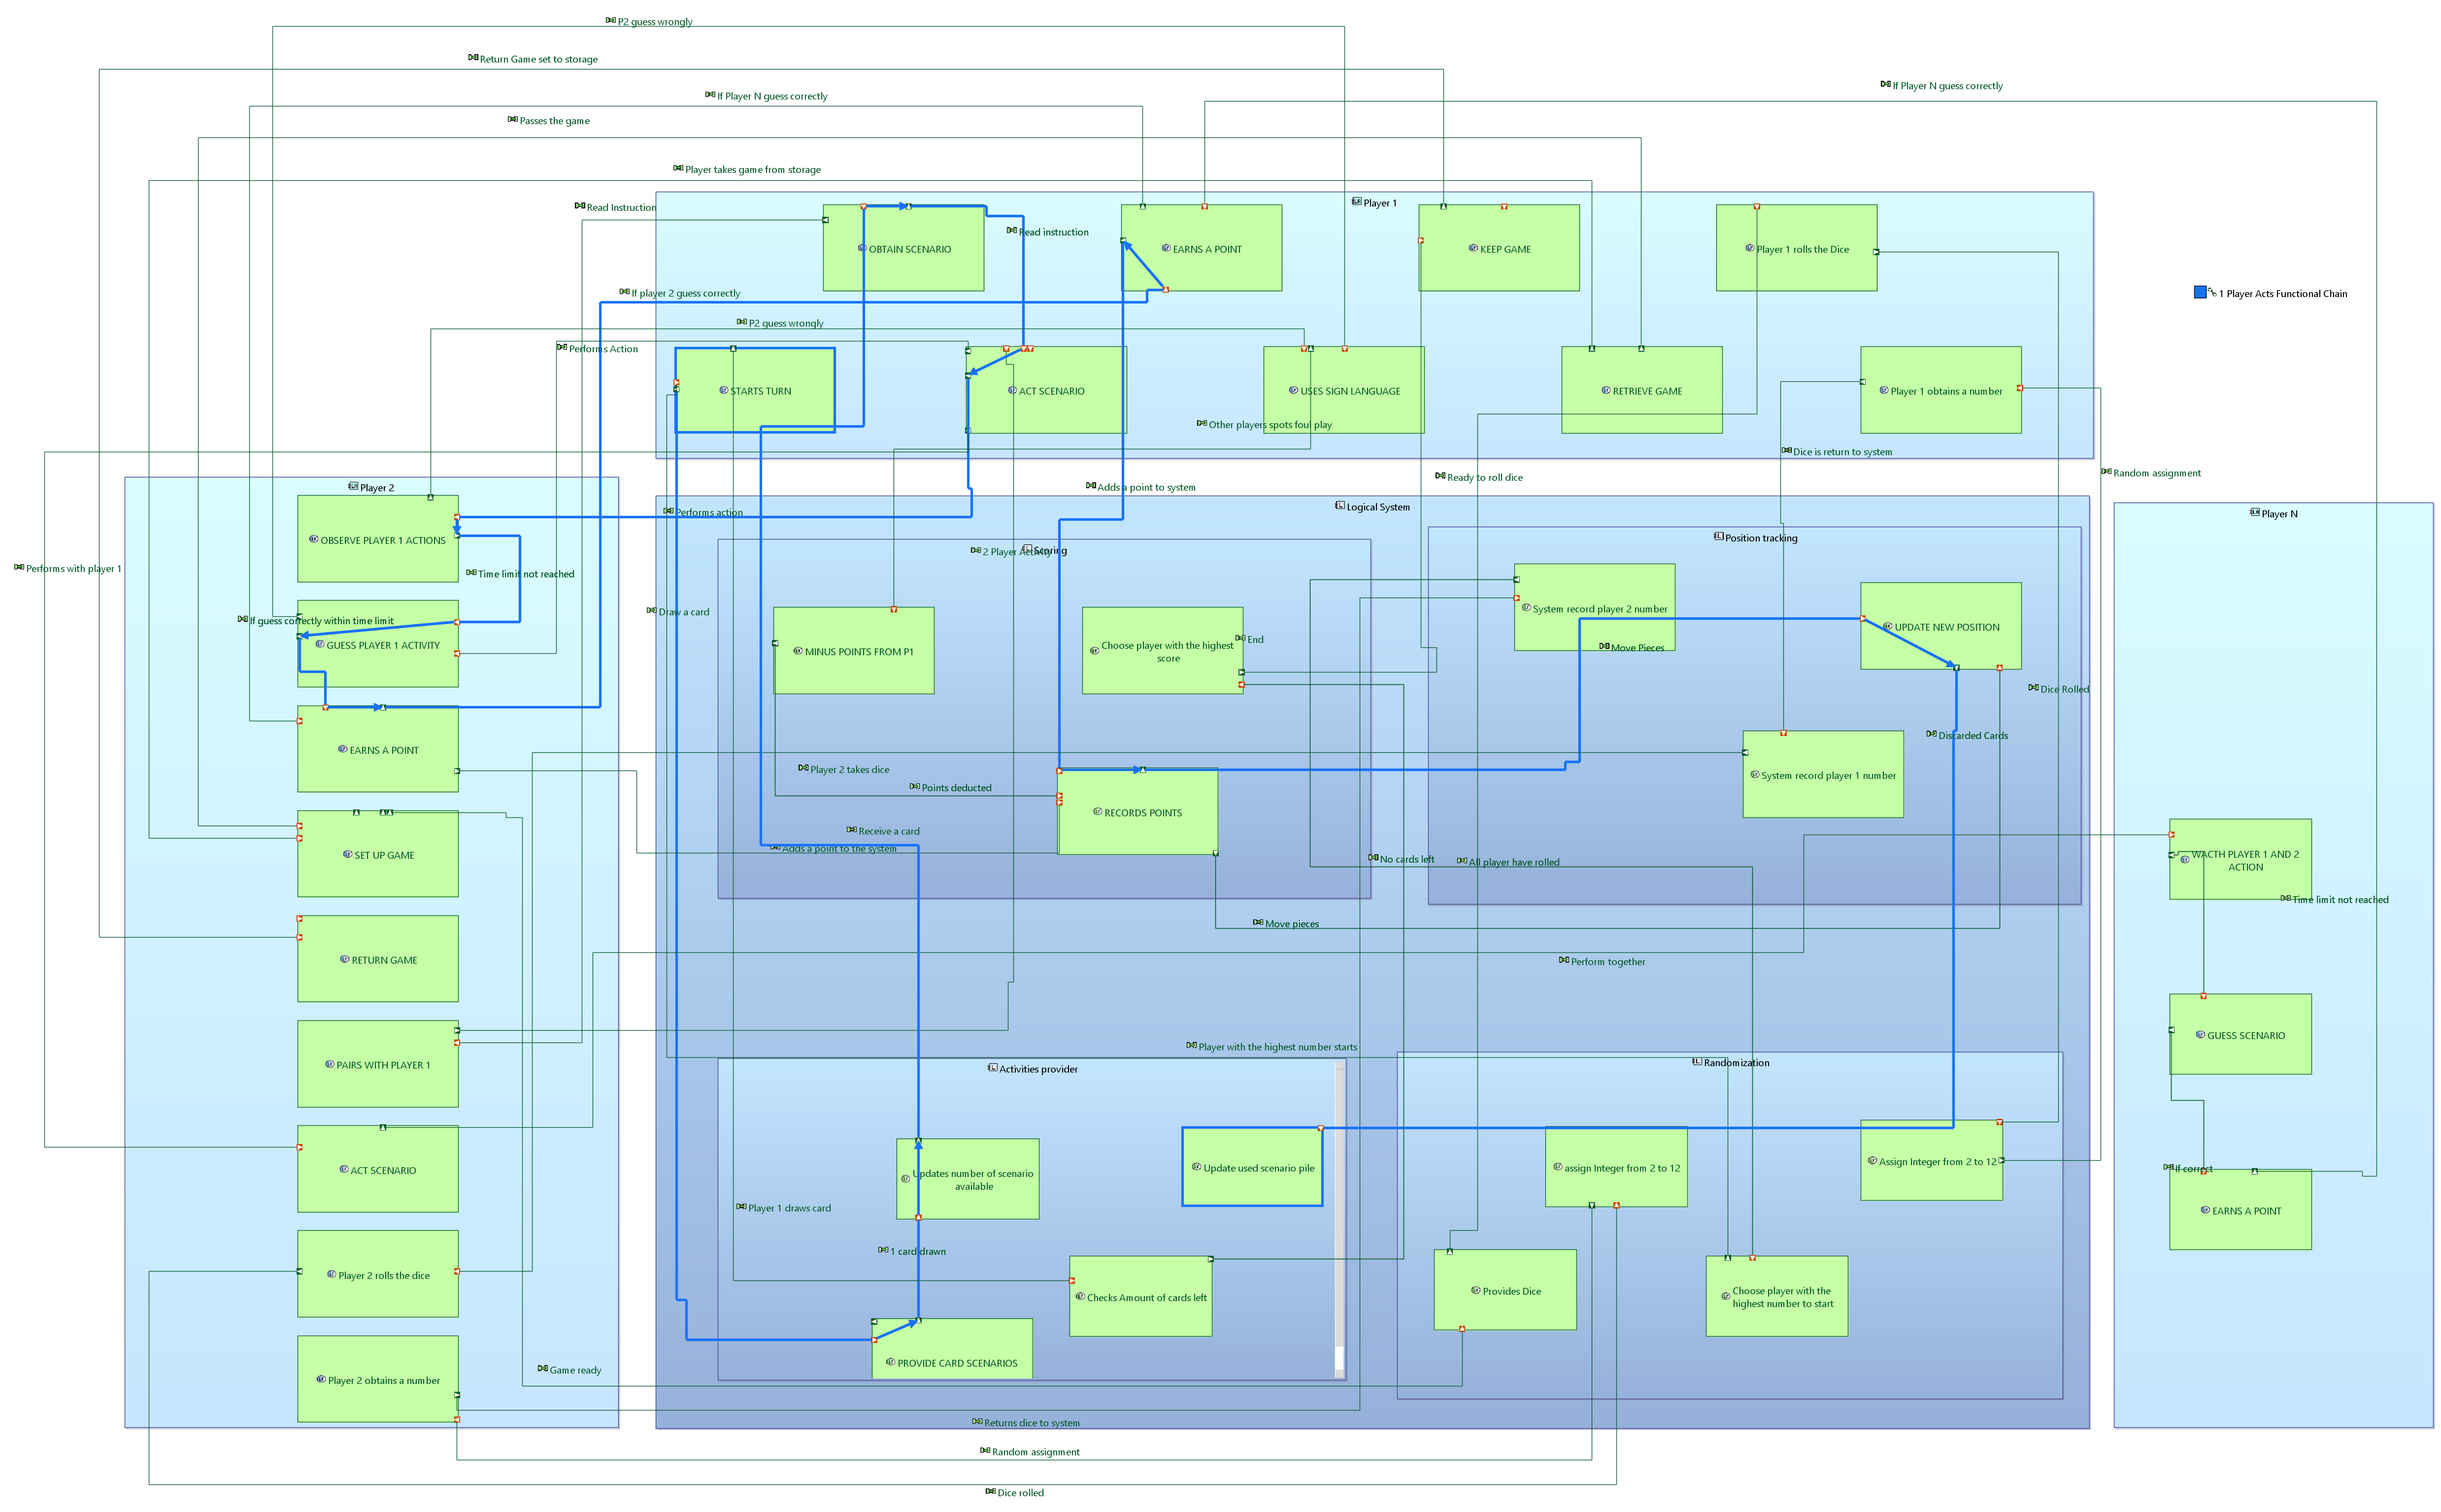 P2 guess wrongly
Return Game set to storage
If Player N guess correctly
If Player N guess correctly
Passes the game
Player takes game from storage
Player 1
Read Instruction
Read instruction
OBTAIN SCENARIO
EARNS A POINT
KEEP GAME
Player 1 rolls the Dice
If player 2 guess correctly
1 Player Acts Functional Chain
P2 guess wrongly
Performs Action
STARTS TURN
ACT SCENARIO
USES SIGN LANGUAGE
RETRIEVE GAME
Player 1 obtains a number
Other players spots foul play
Dice is return to system
Random assignment
Ready to roll dice
Player 2
Adds a point to system
Logical System
Performs action
Player N
OBSERVE PLAYER 1 ACTIONS
Position tracking
2 Player Activity
Scoring
Performs with player 1
Time limit not reached
Draw a card
System record player 2 number
If guess correctly within time limit
UPDATE NEW POSITION
GUESS PLAYER 1 ACTIVITY
MINUS POINTS FROM P1
Choose player with the highest
score
End
Move Pieces
Dice Rolled
EARNS A POINT
Discarded Cards
Player 2 takes dice
System record player 1 number
Points deducted
RECORDS POINTS
Receive a card
Adds a point to the system
SET UP GAME
No cards left
All player have rolled
WACTH PLAYER 1 AND 2
ACTION
Time limit not reached
Move pieces
RETURN GAME
Perform together
GUESS SCENARIO
Player with the highest number starts
PAIRS WITH PLAYER 1
Activities provider
Randomization
ACT SCENARIO
Updates number of scenario
available
Update used scenario pile
assign Integer from 2 to 12
Assign Integer from 2 to 12
If correct
Player 1 draws card
EARNS A POINT
1 card drawn
Player 2 rolls the dice
Checks Amount of cards left
Provides Dice
Choose player with the
highest number to start
PROVIDE CARD SCENARIOS
Game ready
Player 2 obtains a number
Returns dice to system
Random assignment
Dice rolled